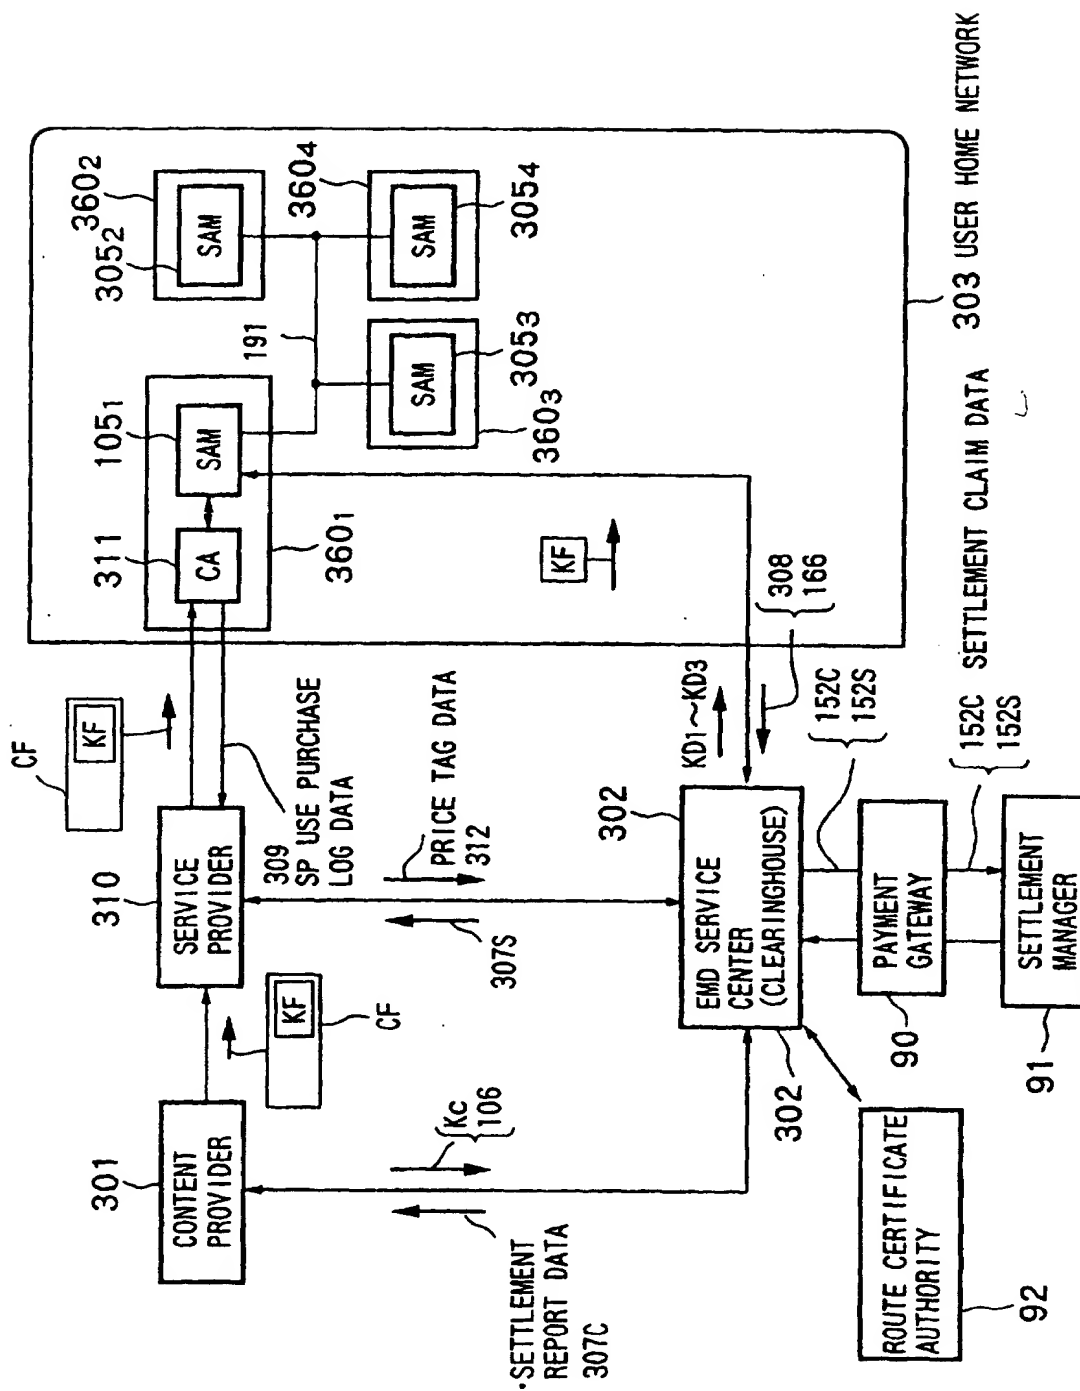 301
CONTENT
PROVIDER
KF
CF
310
SERVICE
PROVIDER
CF
KF
309
SP USE PURCHASE
LOG DATA
311
CA
1051
SAM
3601
3052
SAM
3602
191
3604
SAM
3054
SAM
3053
3603
KF
303 USER HOME NETWORK
•SETTLEMENT
REPORT DATA
307C
Kc
106
307S
PRICE TAG DATA
312
302
EMD SERVICE
CENTER
(CLEARINGHOUSE)
302
KD1~KD3
308
166
152C
152S
90
PAYMENT
GATEWAY
152C
152S
SETTLEMENT CLAIM DATA
91
SETTLEMENT
MANAGER
ROUTE CERTIFICATE
AUTHORITY
92